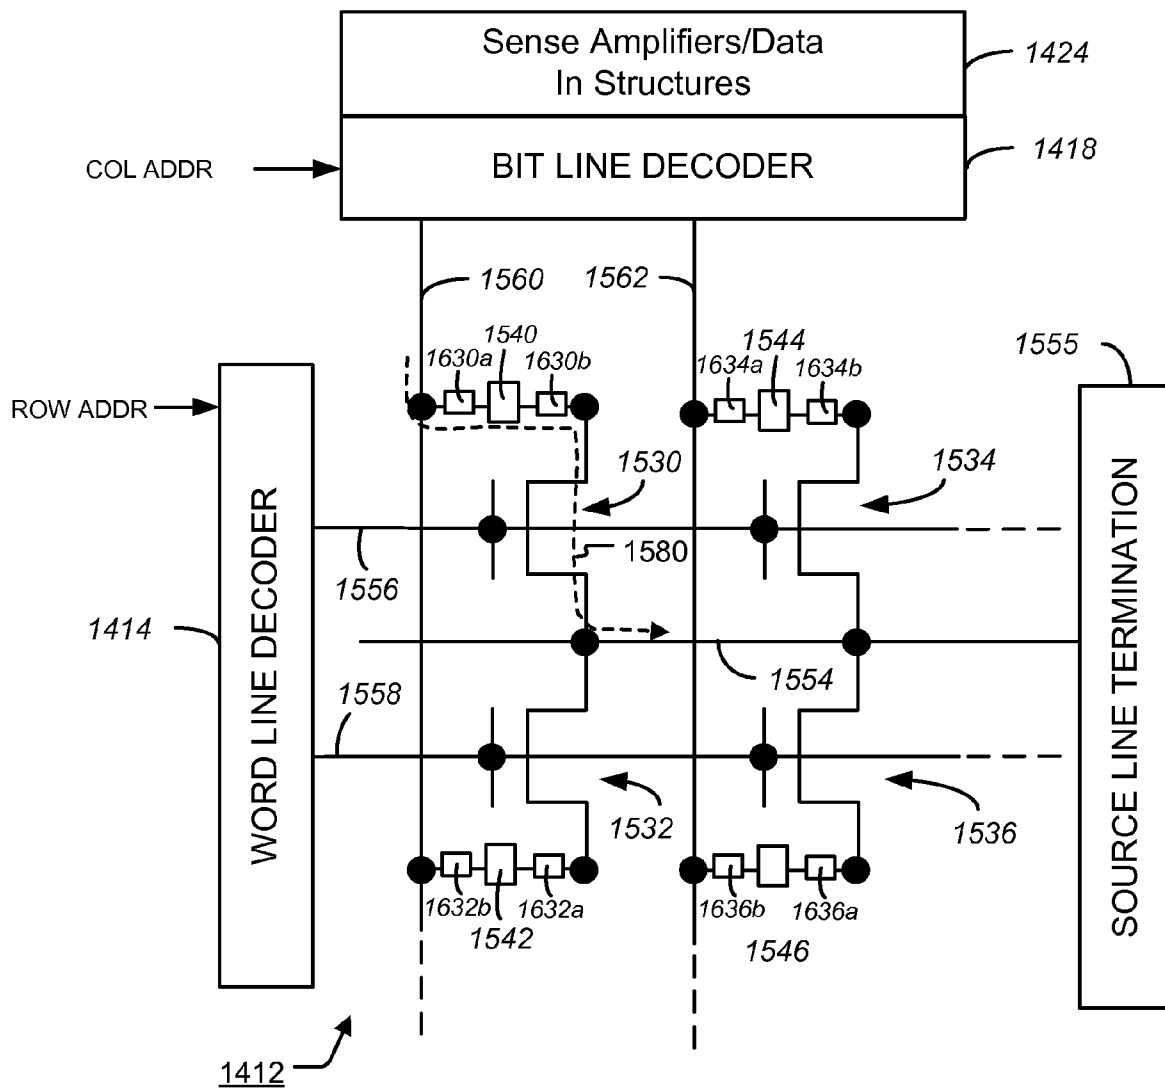 Sense Amplifiers/Data
In Structures
1424
BIT LINE DECODER
1418
COL ADDR
1560
1562
1540
1544
1555
1630a
1630b
1634a
1634b
ROW ADDR
1530
1534
1580
1556
1414
WORD LINE DECODER
SOURCE LINE TERMINATION
1554
1558
1532
1536
1632b
1632a
1636b
1636a
1542
1546
1412